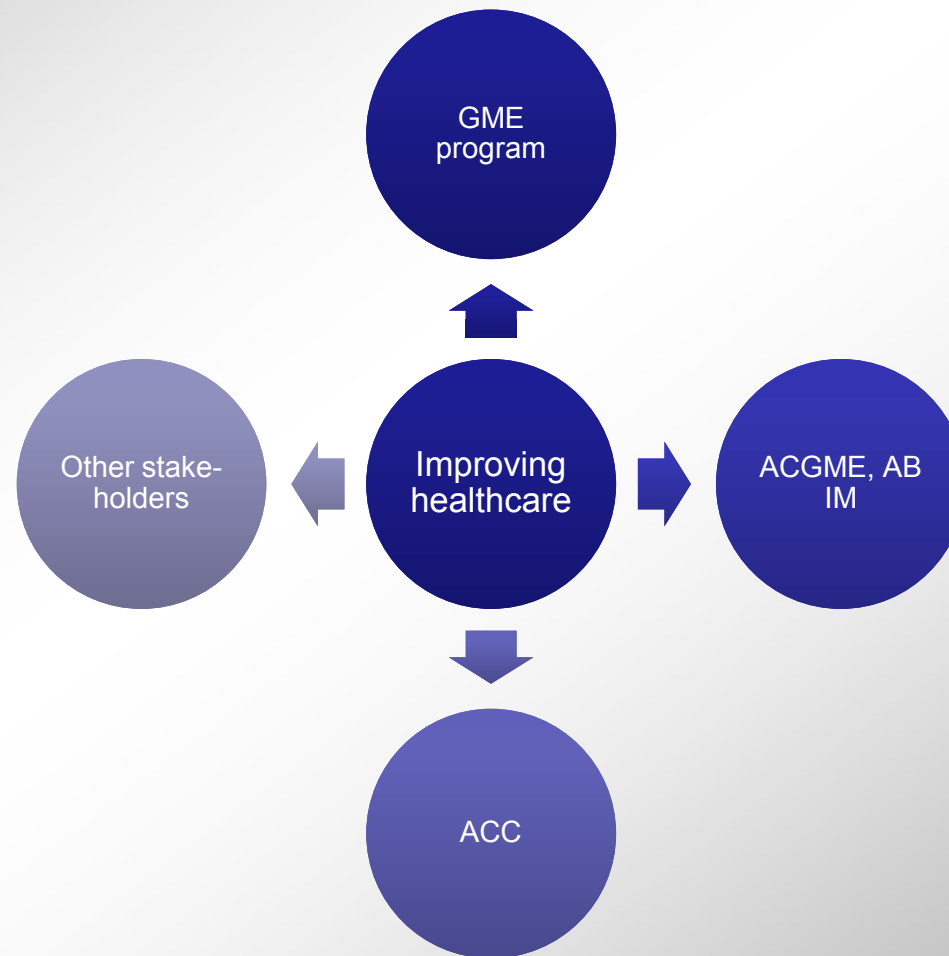 GME
program
Other stake-
holders
Improving
healthcare
ACGME, AB
IM
ACC